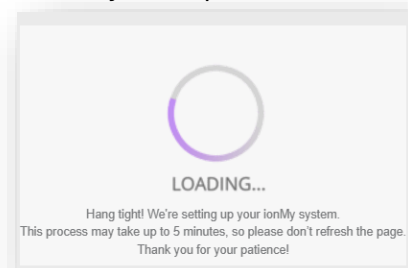 LOADING...
Hang tight! We're setting up your ionMy system.
This process may take up to 5 minutes, so please don't refresh the page.
Thank you for your patience!